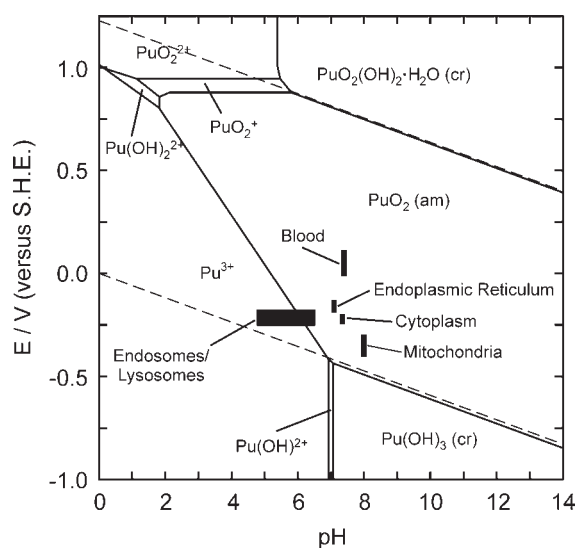 PuO₂²⁺
PuO₂(OH)₂·H₂O (cr)
PuO₂⁺
Pu(OH)₂²⁺
PuO₂ (am)
Blood
Pu³⁺
Endoplasmic Reticulum
Cytoplasm
Endosomes/
Lysosomes
Mitochondria
Pu(OH)²⁺
Pu(OH)₃ (cr)
E / V (versus S.H.E.)
1.0
0.5
0.0
-0.5
-1.0
0 2 4 6 8 10 12 14
pH